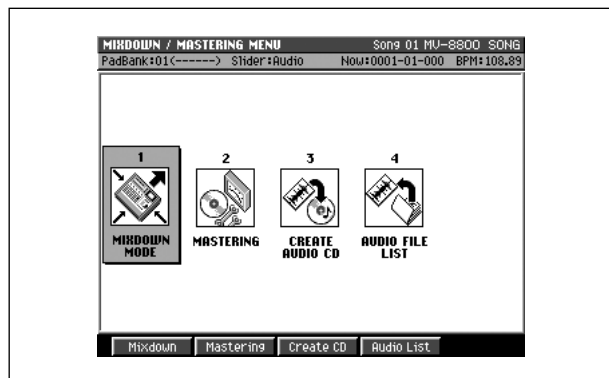 MIXDOWN / MASTERING MENU Song 01 MV-8800 SONG
PadBank:01(------) Slider:Audio Now:0001-01-000 BPM:108.89
1 2 3 4
MIXDOWN MODE
MASTERING
CREATE AUDIO CD
AUDIO FILE LIST
Mixdown Mastering Create CD Audio List